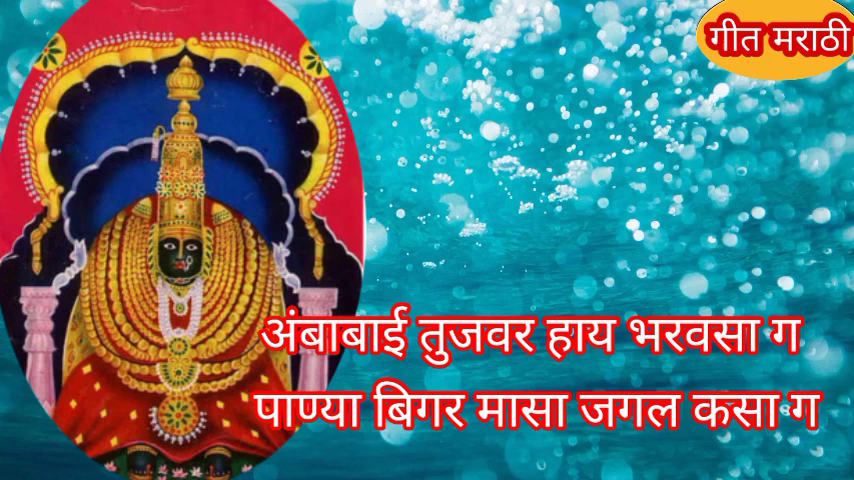 गीत मराठी
अंबाबाई तुजवर हाय भरवसा ग
पाण्या बिगर मासा जगल कसा ग